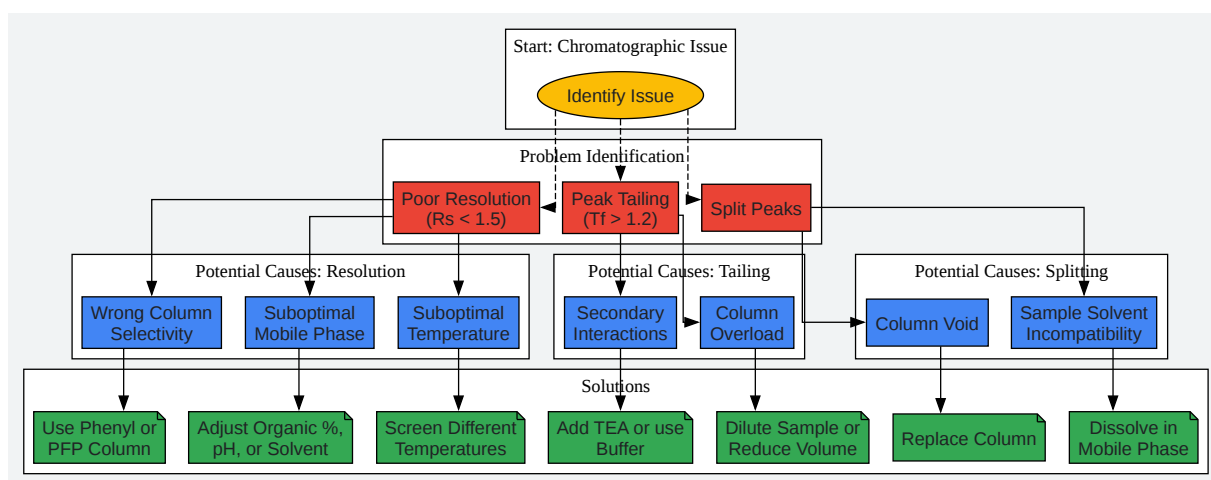 Start: Chromatographic Issue
Identify Issue
Problem Identification
Poor Resolution
(Rs < 1.5)
Peak Tailing
(Tf > 1.2)
Split Peaks
Potential Causes: Resolution
Potential Causes: Tailing
Potential Causes: Splitting
Wrong Column
Selectivity
Suboptimal
Mobile Phase
Suboptimal
Temperature
Secondary
Interactions
Column
Overload
Column Void
Sample Solvent
Incompatibility
Solutions
Use Phenyl or
PFP Column
Adjust Organic %,
pH, or Solvent
Screen Different
Temperatures
Add TEA or use
Buffer
Dilute Sample or
Reduce Volume
Replace Column
Dissolve in
Mobile Phase